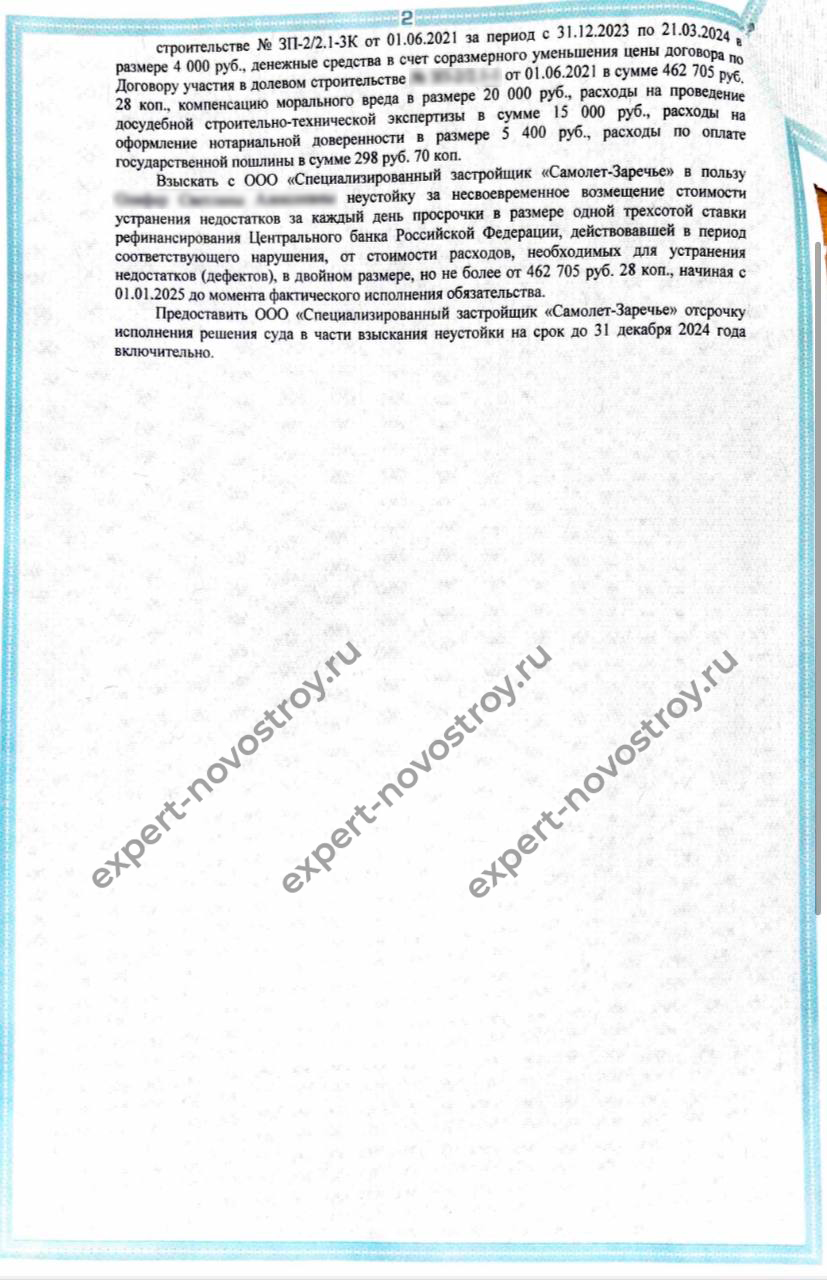 2
строительстве № ЗП-2/2.1-3К от 01.06.2021 за период с 31.12.2023 по 21.03.2024 в
размере 4 000 руб., денежные средства в счет соразмерного уменьшения цены договора по
Договору участия в долевом строительстве от 01.06.2021 в сумме 462 705 руб.
28 коп., компенсацию морального вреда в размере 20 000 руб., расходы на проведение
досудебной строительно-технической экспертизы в сумме 15 000 руб., расходы на
оформление нотариальной доверенности в размере 5 400 руб., расходы по оплате
государственной пошлины в сумме 298 руб. 70 коп.
Взыскать с ООО «Специализированный застройщик «Самолет-Заречье» в пользу
неустойку за несвоевременное возмещение стоимости
устранения недостатков за каждый день просрочки в размере одной трехсотой ставки
рефинансирования Центрального банка Российской Федерации, действовавшей в период
соответствующего нарушения, от стоимости расходов, необходимых для устранения
недостатков (дефектов), в двойном размере, но не более от 462 705 руб. 28 коп., начиная с
01.01.2025 до момента фактического исполнения обязательства.
Предоставить ООО «Специализированный застройщик «Самолет-Заречье» отсрочку
исполнения решения суда в части взыскания неустойки на срок до 31 декабря 2024 года
включительно.
expert-novostroy.ru
expert-novostroy.ru
expert-novostroy.ru